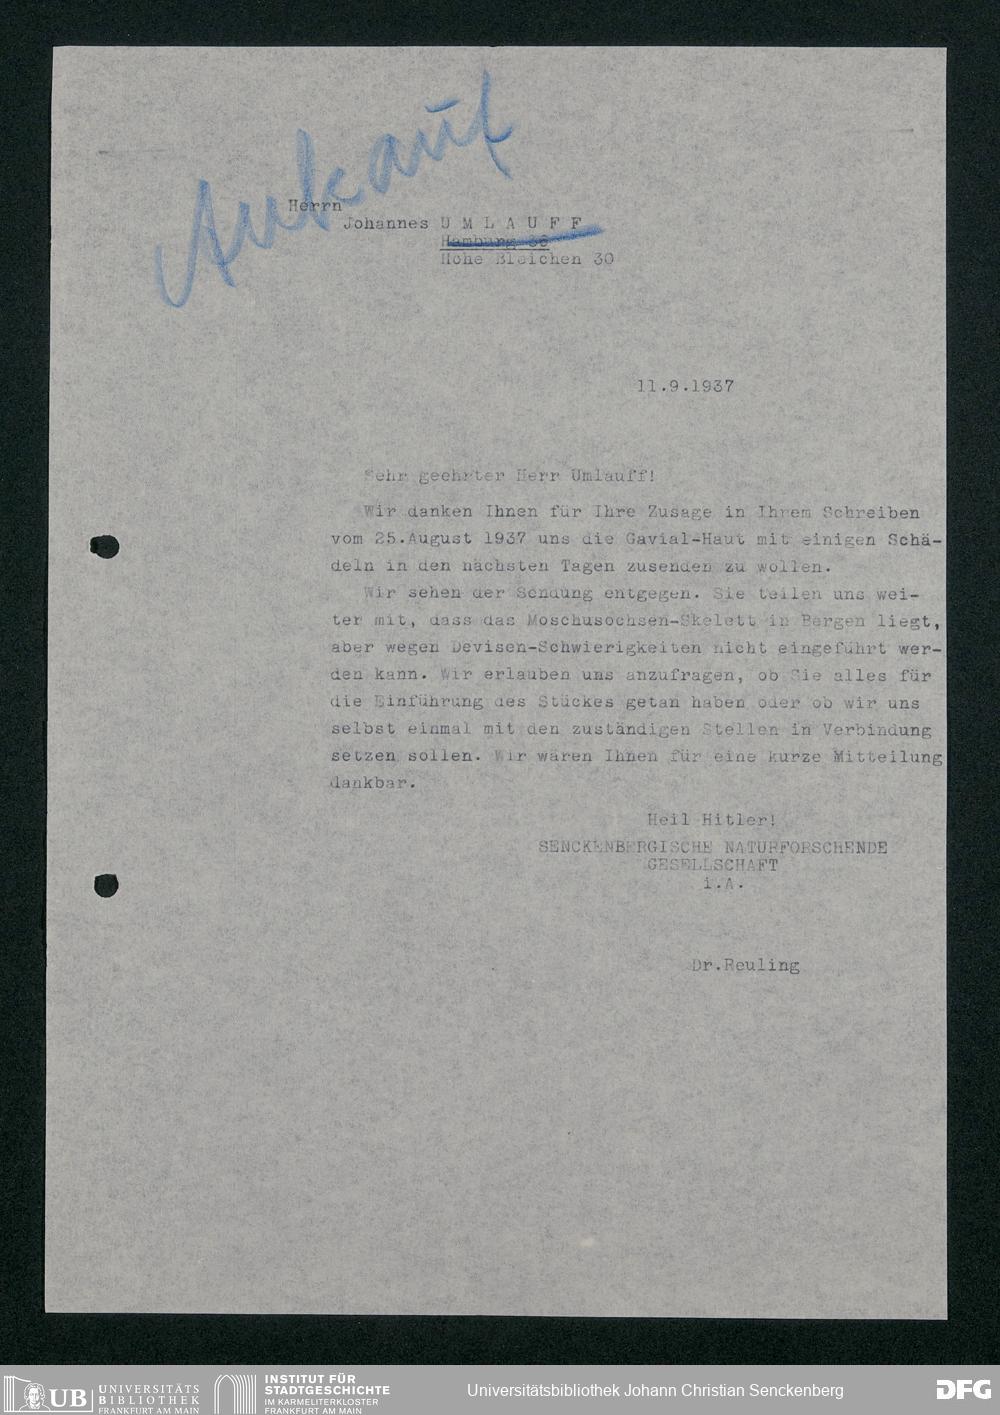 Ankauf
Herrn
Johannes U M L A U F F
Hamburg 36
Hohe Bleichen 30
11.9.1937
Sehr geehrter Herr Umlauff!
Wir danken Ihnen für Ihre Zusage in Ihrem Schreiben
vom 25.August 1937 uns die Gavial-Haut mit einigen Schä-
deln in den nächsten Tagen zusenden zu wollen.
Wir sehen der Sendung entgegen. Sie teilen uns wei-
ter mit, dass das Moschusochsen-Skelett in Bergen liegt,
aber wegen Devisen-Schwierigkeiten nicht eingeführt wer-
den kann. Wir erlauben uns anzufragen, ob Sie alles für
die Einführung des Stückes getan haben oder ob wir uns
selbst einmal mit den zuständigen Stellen in Verbindung
setzen sollen. Wir wären Ihnen für eine kurze Mitteilung
dankbar.
Heil Hitler!
SENCKENBERGISCHE NATURFORSCHENDE
GESELLSCHAFT
i.A.
Dr.Reuling
UB UNIVERSITÄTS
BIBLIOTHEK
FRANKFURT AM MAIN
INSTITUT FÜR
STADTGESCHICHTE
IM KARMELITERKLOSTER
FRANKFURT AM MAIN
Universitätsbibliothek Johann Christian Senckenberg
DFG